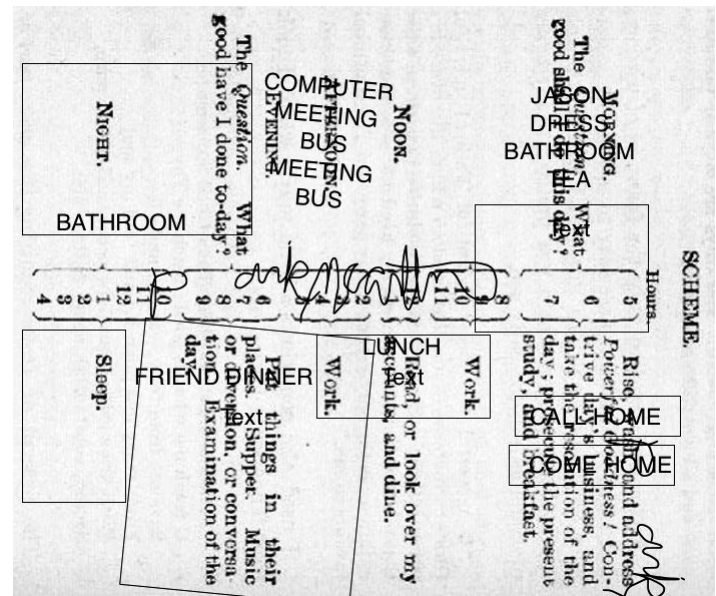 SCHEME.
Hours.
MORNING.
The Question. What
good shall I do this day?
5
6
7
Rise, wash, and address
Powerful Goodness! Con-
trive day's business, and
take the resolution of the
day; prosecute the present
study, and breakfast.
8
9
10
11
Work.
NOON.
12
1
Read, or look over my
accounts, and dine.
AFTERNOON.
2
3
4
5
Work.
EVENING.
The Question. What
good have I done to-day?
6
7
8
9
Put things in their
places. Supper. Music
or diversion, or conversa-
tion. Examination of the
day.
NIGHT.
10
11
12
1
2
3
4
Sleep.
COMPUTER
MEETING
BUS
MEETING
BUS
JASON
DRESS
BATHROOM
TEA
Text
BATHROOM
LUNCH
Text
FRIEND DINNER
Text
CALL HOME
COME HOME